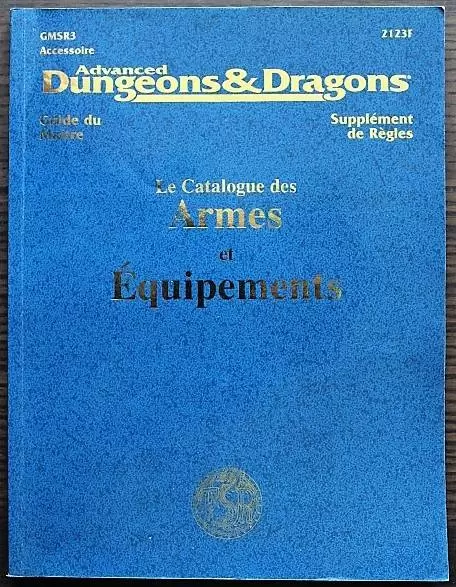 GMSR3
Accessoire
2123F
Advanced
Dungeons&Dragons®
Guide du
Maître
Supplément
de Règles
Le Catalogue des
Armes
et
Équipements
TSR